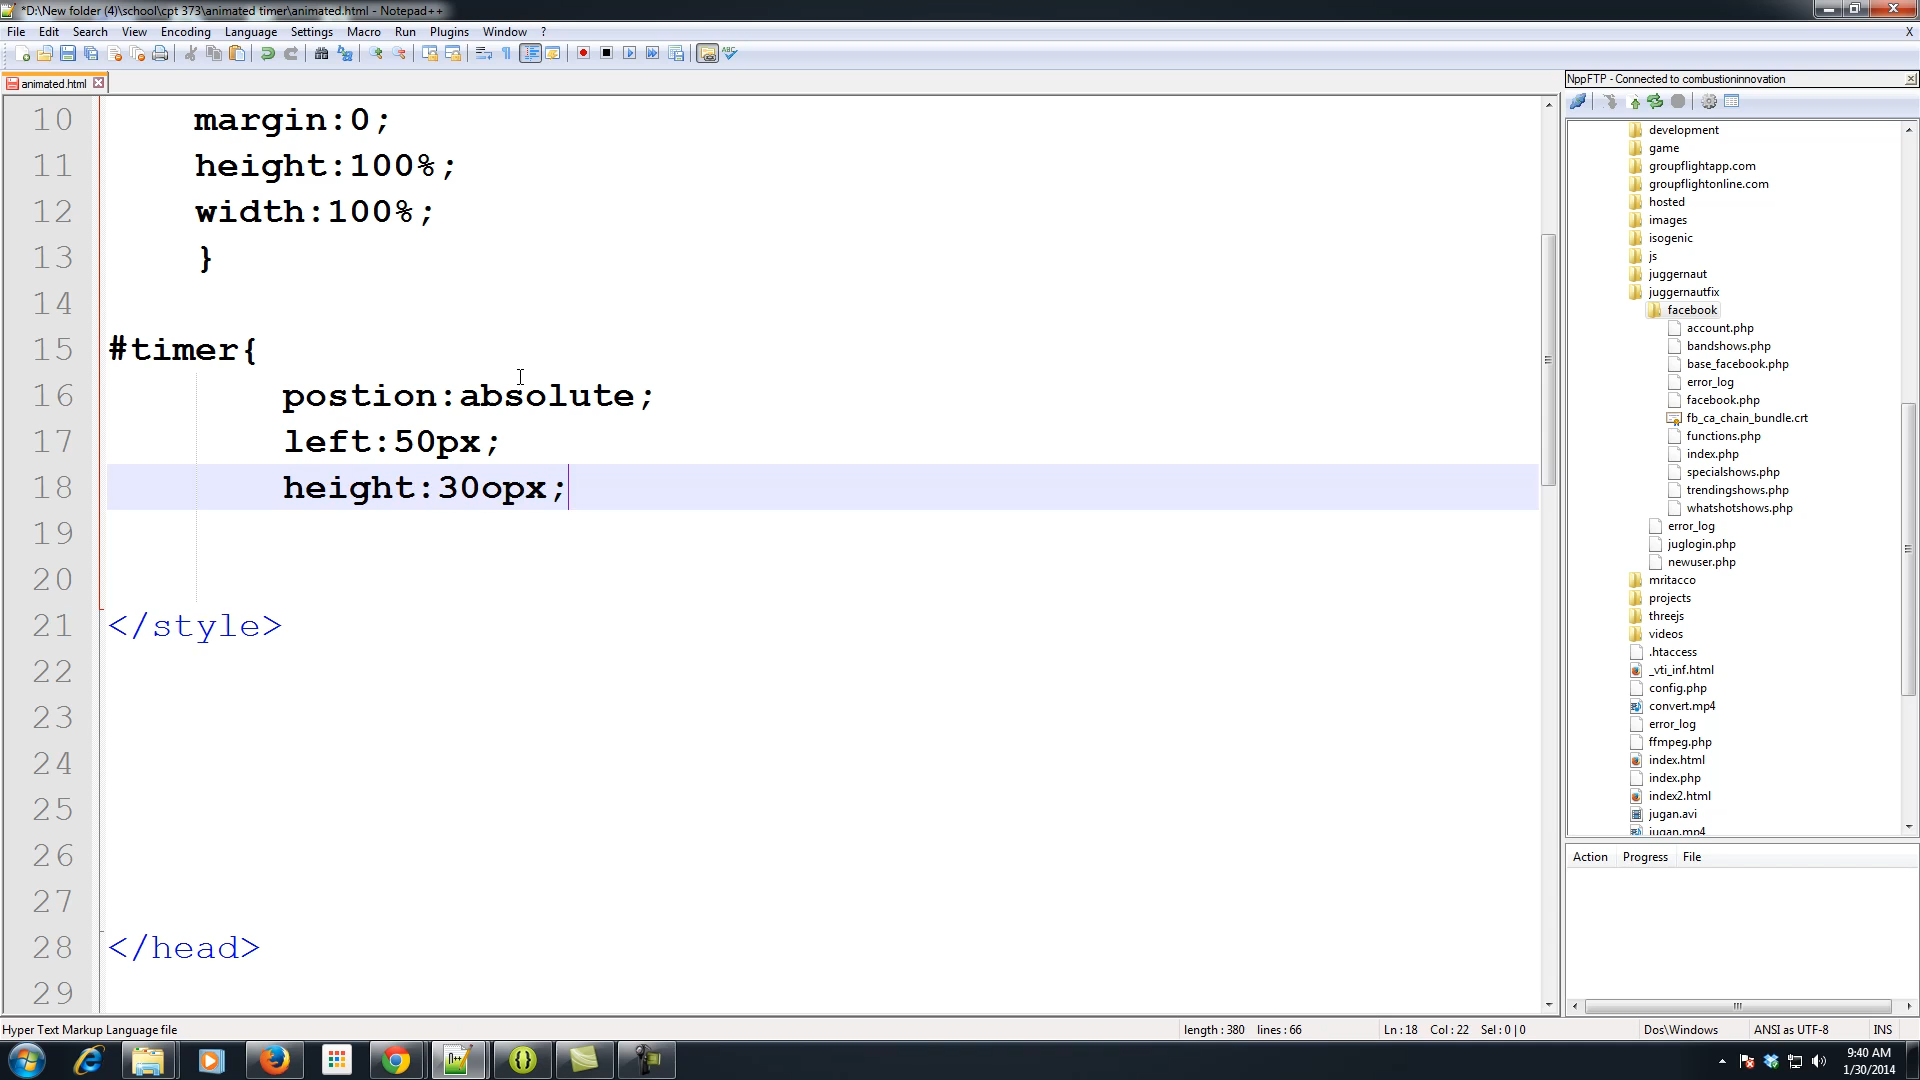 *D:\New folder (4)\school\cpt 373\animated timer\animated.html - Notepad++
File Edit Search View Encoding Language Settings Macro Run Plugins Window ? X
animated.html
10 margin:0;
11 height:100%;
12 width:100%;
13 }
14
15 #timer{
16 postion:absolute;
17 left:50px;
18 height:30opx;
19
20
21 </style>
22
23
24
25
26
27
28 </head>
29
NppFTP - Connected to combustioninnovation
development
game
groupflightapp.com
groupflightonline.com
hosted
images
isogenic
js
juggernaut
juggernautfix
facebook
account.php
bandshows.php
base_facebook.php
error_log
facebook.php
fb_ca_chain_bundle.crt
functions.php
index.php
specialshows.php
trendingshows.php
whatshotshows.php
error_log
juglogin.php
newuser.php
mritacco
projects
threejs
videos
.htaccess
_vti_inf.html
config.php
convert.mp4
error_log
ffmpeg.php
index.html
index.php
index2.html
jugan.avi
jugan.mp4
Action Progress File
Hyper Text Markup Language file length : 380 lines : 66 Ln : 18 Col : 22 Sel : 0 | 0 Dos\Windows ANSI as UTF-8 INS
9:40 AM
1/30/2014